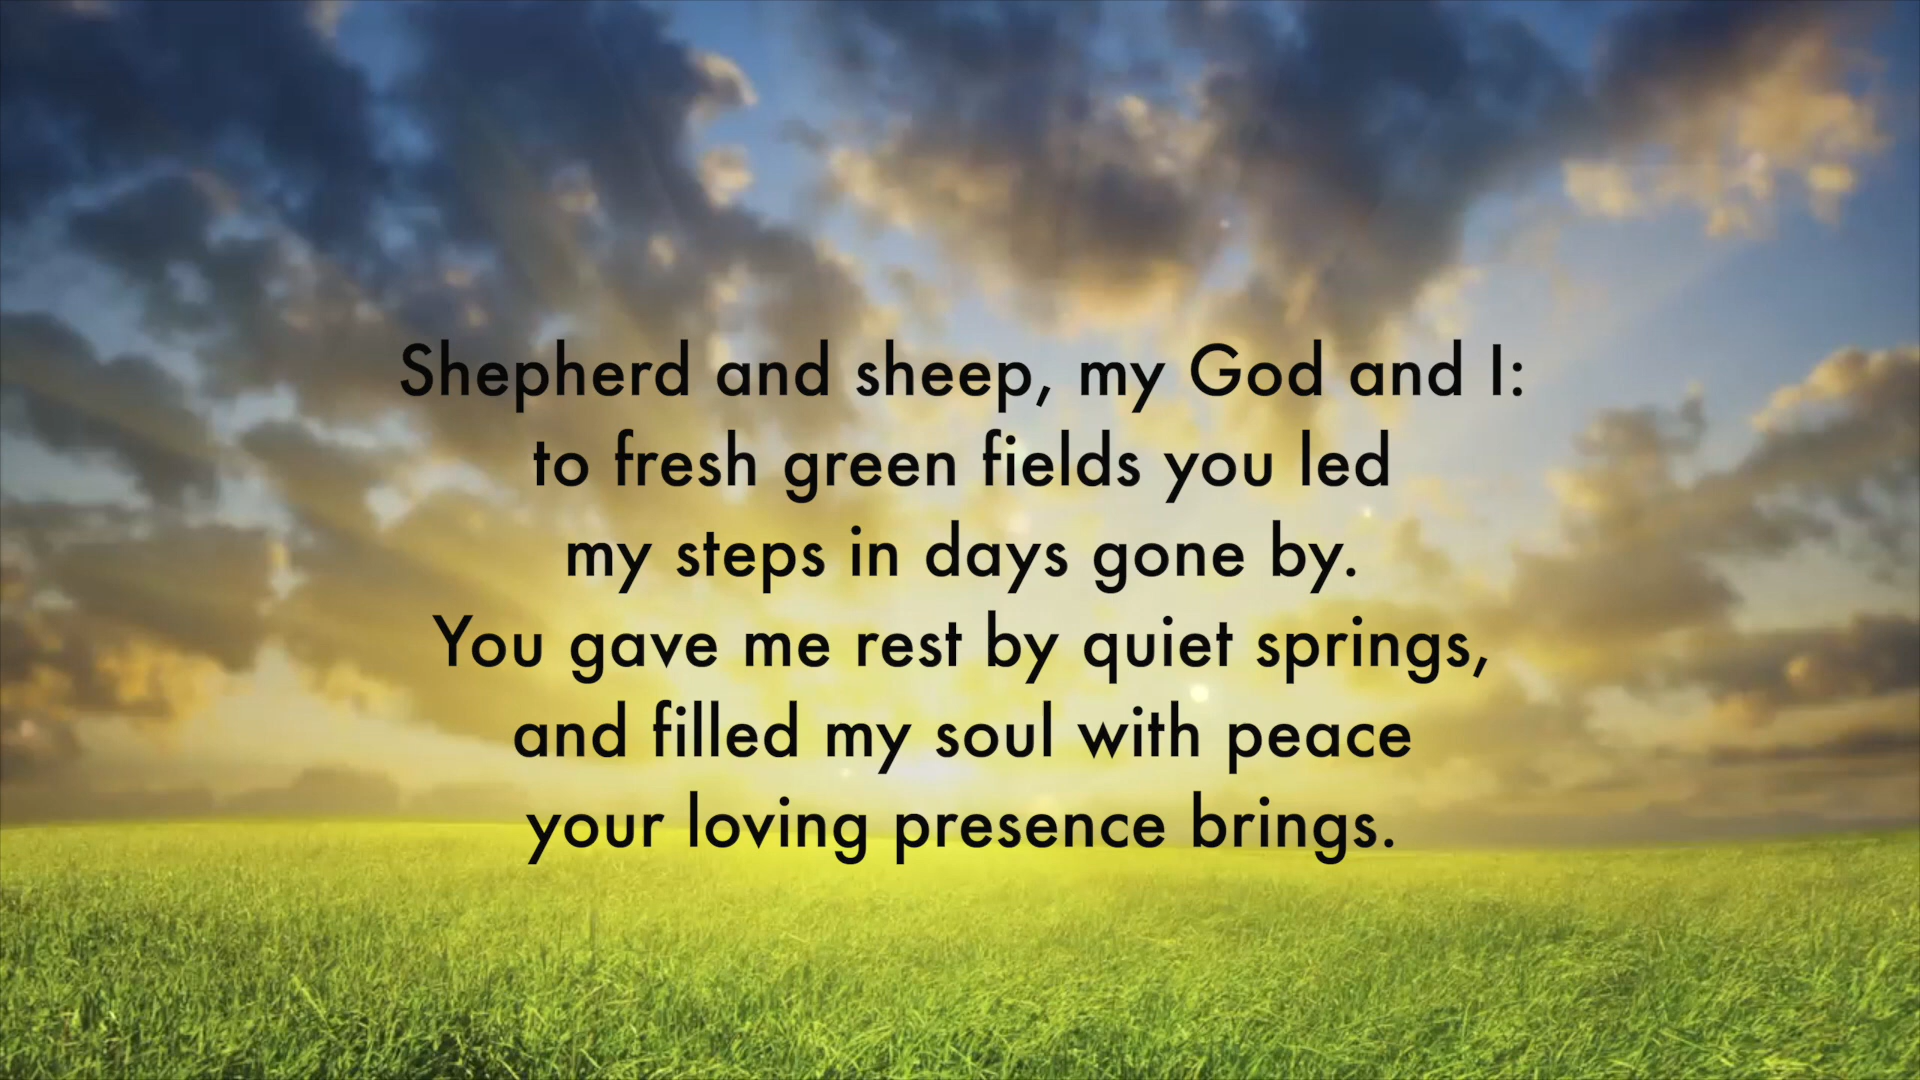 Shepherd and sheep, my God and I:
to fresh green fields you led
my steps in days gone by.
You gave me rest by quiet springs,
and filled my soul with peace
your loving presence brings.